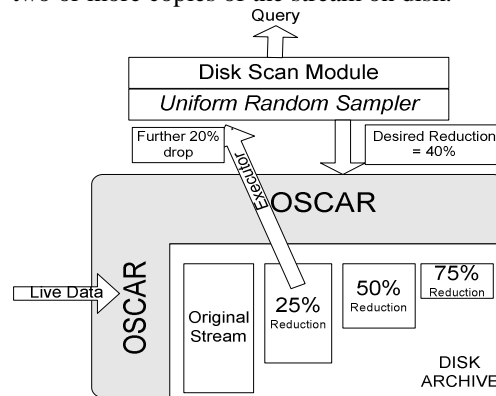 two or more copies of the stream on disk.
Query
Disk Scan Module
Uniform Random Sampler
Further 20%
drop
Desired Reduction
= 40%
Executor
OSCAR
Live Data
OSCAR
Original
Stream
25%
Reduction
50%
Reduction
75%
Reduction
DISK
ARCHIVE